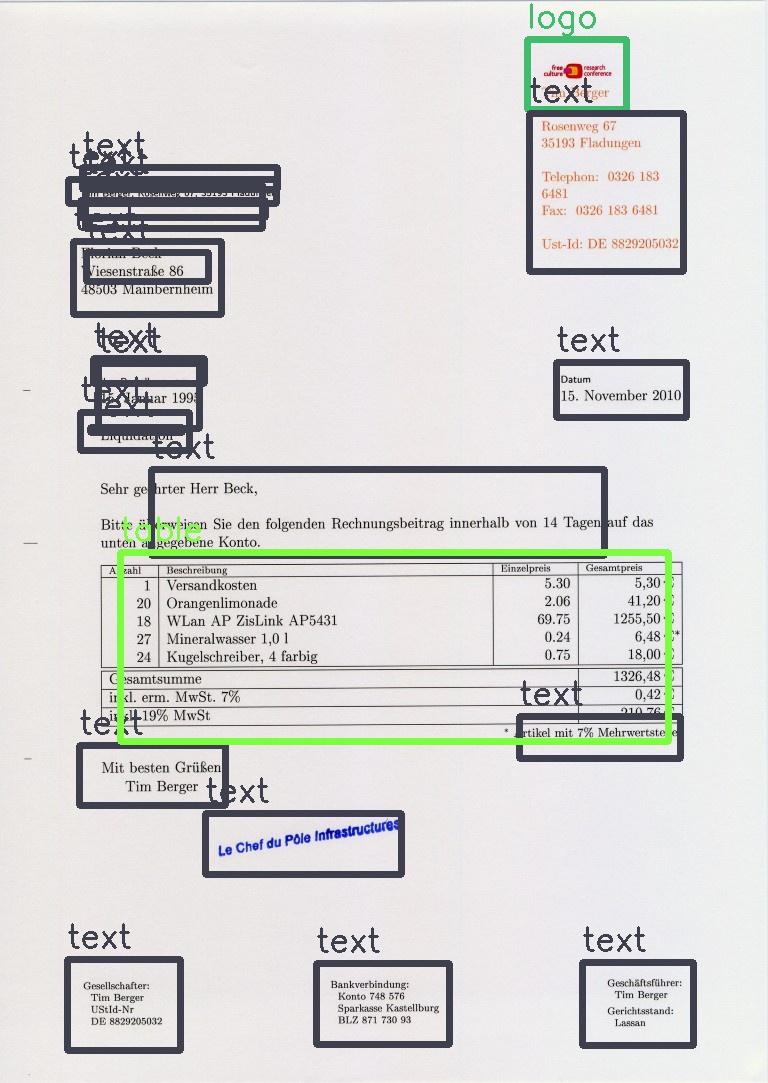 logo
free culture research conference
Tim Berger
text
Rosenweg 67
35193 Fladungen
Telephon: 0326 183
6481
Fax: 0326 183 6481
Ust-Id: DE 8829205032
text
text
Tim Berger, Rosenweg 67, 35193 Fladungen
text
text
Florian Beck
Wiesenstraße 86
48503 Mainbernheim
text
text
text
Datum
15. November 2010
15. Januar 1995
text
text
Liquidation
text
Sehr geehrter Herr Beck,
Bitte überweisen Sie den folgenden Rechnungsbeitrag innerhalb von 14 Tagen auf das
unten angegebene Konto.
table
Anzahl Beschreibung Einzelpreis Gesamtpreis
1 Versandkosten 5.30 5,30 €
20 Orangenlimonade 2.06 41,20 €
18 WLan AP ZisLink AP5431 69.75 1255,50 €
27 Mineralwasser 1,0 l 0.24 6,48 €*
24 Kugelschreiber, 4 farbig 0.75 18,00 €
Gesamtsumme 1326,48 €
inkl. erm. MwSt. 7% 0,42 €
inkl. 19% MwSt 210,76 €
text
* Artikel mit 7% Mehrwertsteue
text
Mit besten Grüßen
Tim Berger
text
Le Chef du Pôle Infrastructures
text
Gesellschafter:
Tim Berger
UStId-Nr
DE 8829205032
text
Bankverbindung:
Konto 748 576
Sparkasse Kastellburg
BLZ 871 730 93
text
Geschäftsführer:
Tim Berger
Gerichtsstand:
Lassan